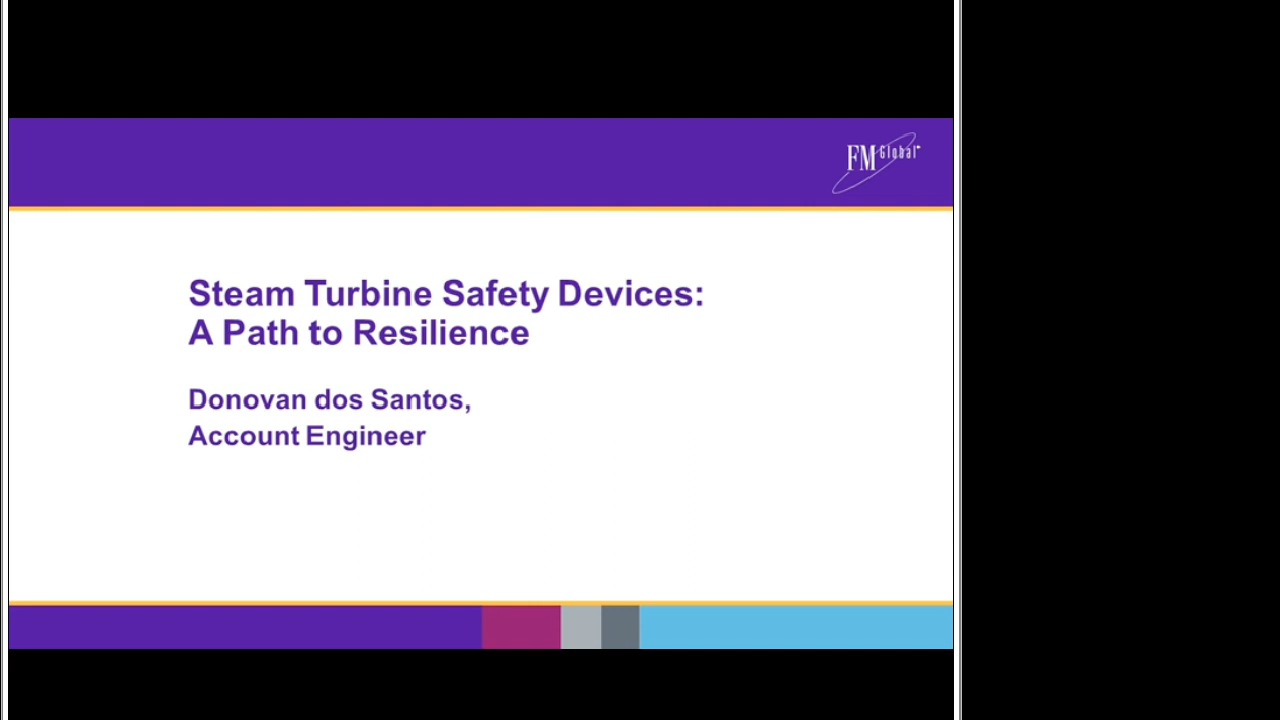 FM Global
Steam Turbine Safety Devices:
A Path to Resilience
Donovan dos Santos,
Account Engineer